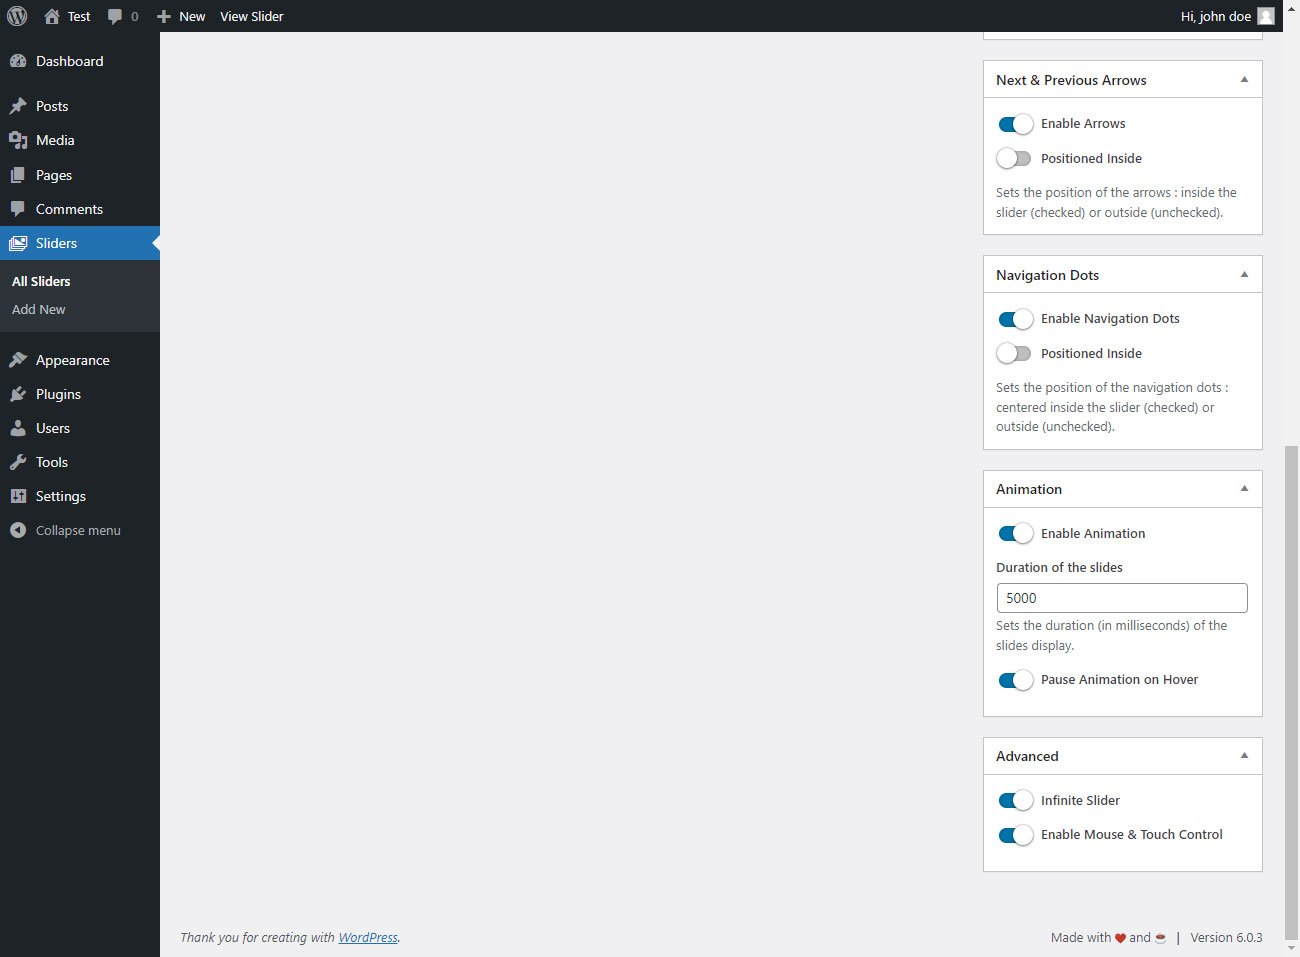 Test
0
New
View Slider
Hi, john doe
Dashboard
Posts
Media
Pages
Comments
Sliders
All Sliders
Add New
Appearance
Plugins
Users
Tools
Settings
Collapse menu
Next & Previous Arrows
Enable Arrows
Positioned Inside
Sets the position of the arrows : inside the
slider (checked) or outside (unchecked).
Navigation Dots
Enable Navigation Dots
Positioned Inside
Sets the position of the navigation dots :
centered inside the slider (checked) or
outside (unchecked).
Animation
Enable Animation
Duration of the slides
5000
Sets the duration (in milliseconds) of the
slides display.
Pause Animation on Hover
Advanced
Infinite Slider
Enable Mouse & Touch Control
Thank you for creating with WordPress.
Made with ❤ and ☕ | Version 6.0.3